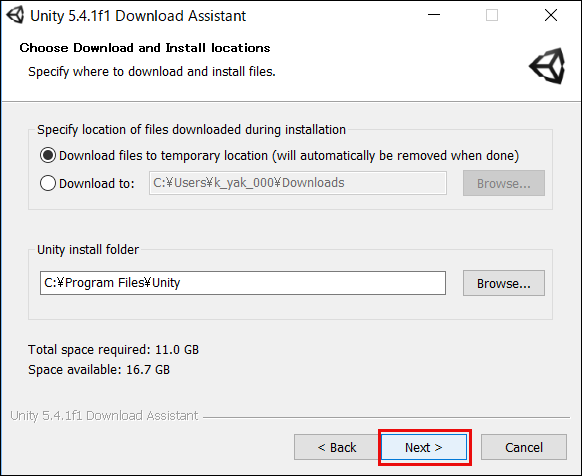 Unity 5.4.1f1 Download Assistant
Choose Download and Install locations
Specify where to download and install files.
Specify location of files downloaded during installation
Download files to temporary location (will automatically be removed when done)
Download to: C:¥Users¥k_yak_000¥Downloads Browse...
Unity install folder
C:¥Program Files¥Unity Browse...
Total space required: 11.0 GB
Space available: 16.7 GB
Unity 5.4.1f1 Download Assistant
< Back Next > Cancel